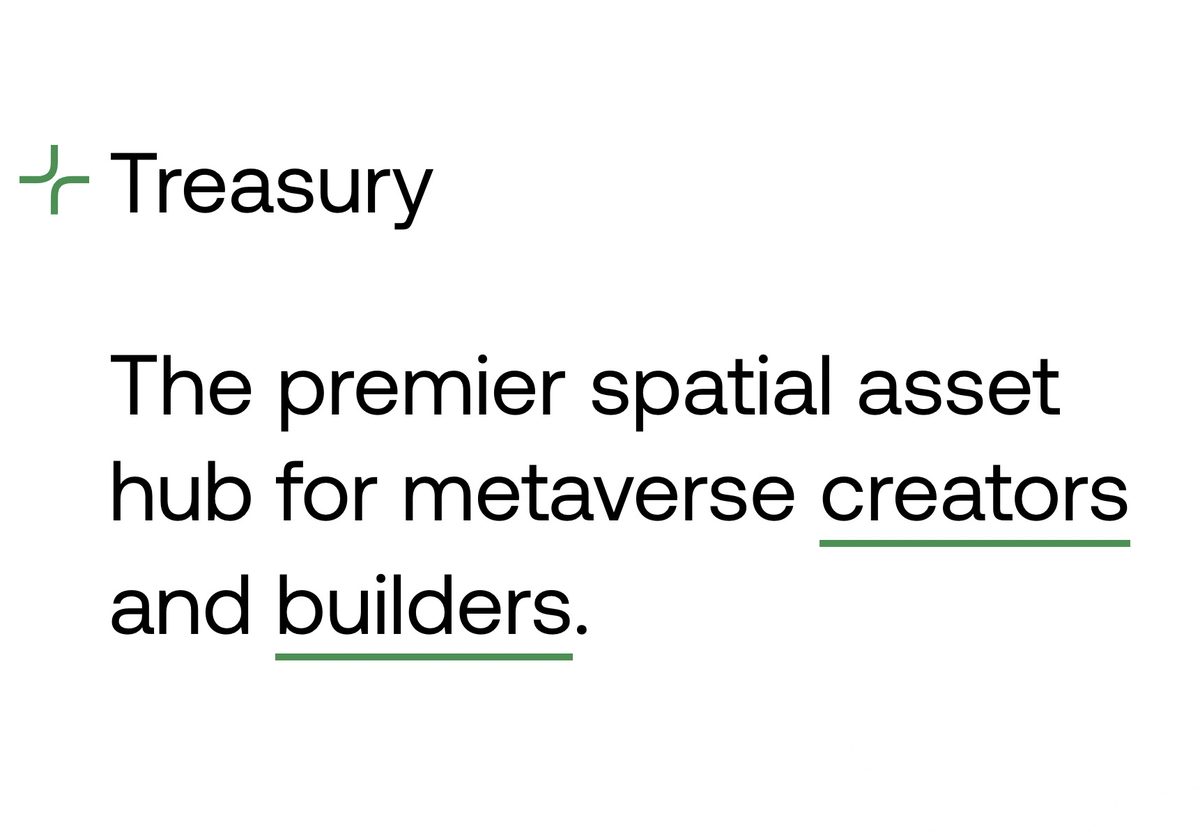 Treasury
The premier spatial asset
hub for metaverse creators
and builders.